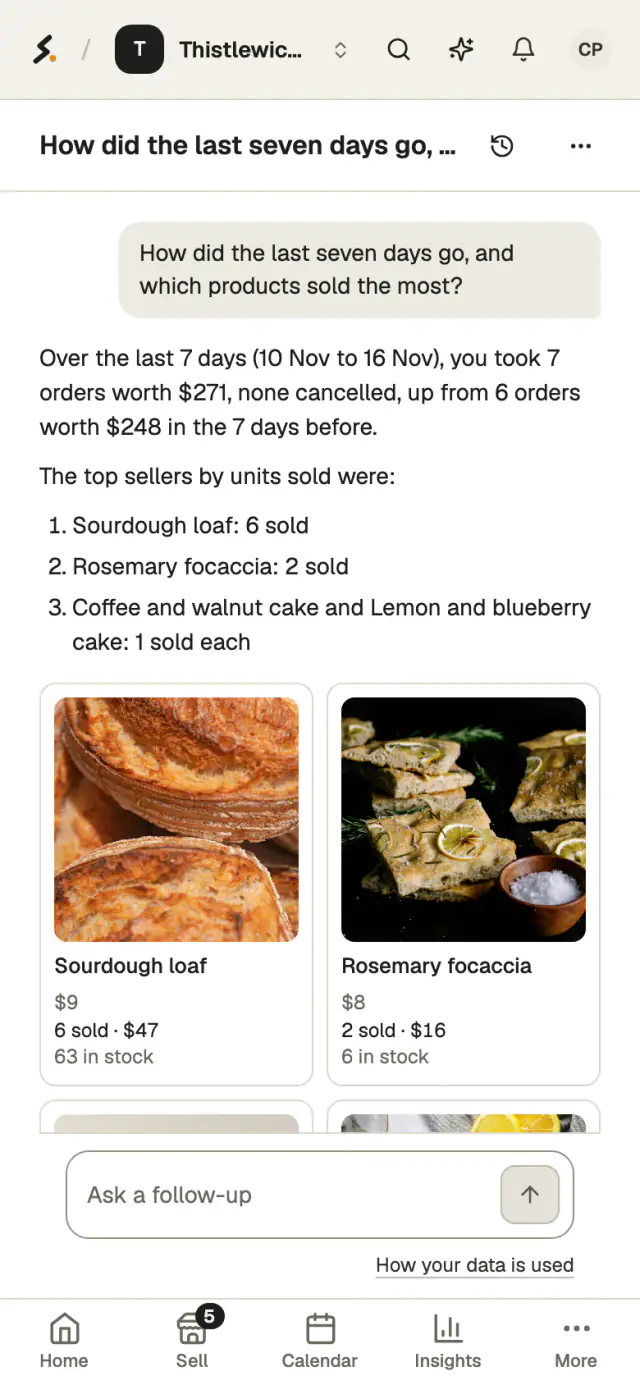 / T Thistlewic... CP
How did the last seven days go, ...
How did the last seven days go, and
which products sold the most?
Over the last 7 days (10 Nov to 16 Nov), you took 7
orders worth $271, none cancelled, up from 6 orders
worth $248 in the 7 days before.
The top sellers by units sold were:
1. Sourdough loaf: 6 sold
2. Rosemary focaccia: 2 sold
3. Coffee and walnut cake and Lemon and blueberry
cake: 1 sold each
Sourdough loaf
$9
6 sold · $47
63 in stock
Rosemary focaccia
$8
2 sold · $16
6 in stock
Ask a follow-up
How your data is used
5
Home Sell Calendar Insights More